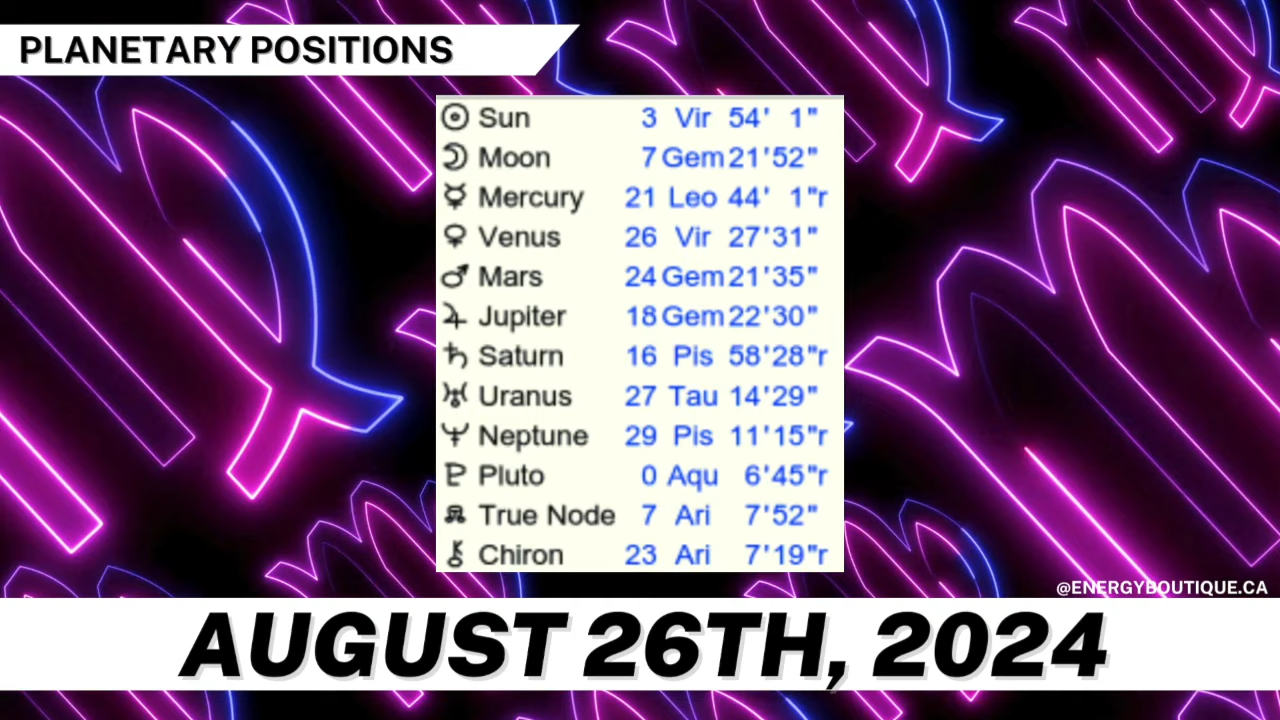 PLANETARY POSITIONS
Sun 3 Vir 54' 1"
Moon 7 Gem 21'52"
Mercury 21 Leo 44' 1"r
Venus 26 Vir 27'31"
Mars 24 Gem 21'35"
Jupiter 18 Gem 22'30"
Saturn 16 Pis 58'28"r
Uranus 27 Tau 14'29"
Neptune 29 Pis 11'15"r
Pluto 0 Aqu 6'45"r
True Node 7 Ari 7'52"
Chiron 23 Ari 7'19"r
@ENERGYBOUTIQUE.CA
AUGUST 26TH, 2024